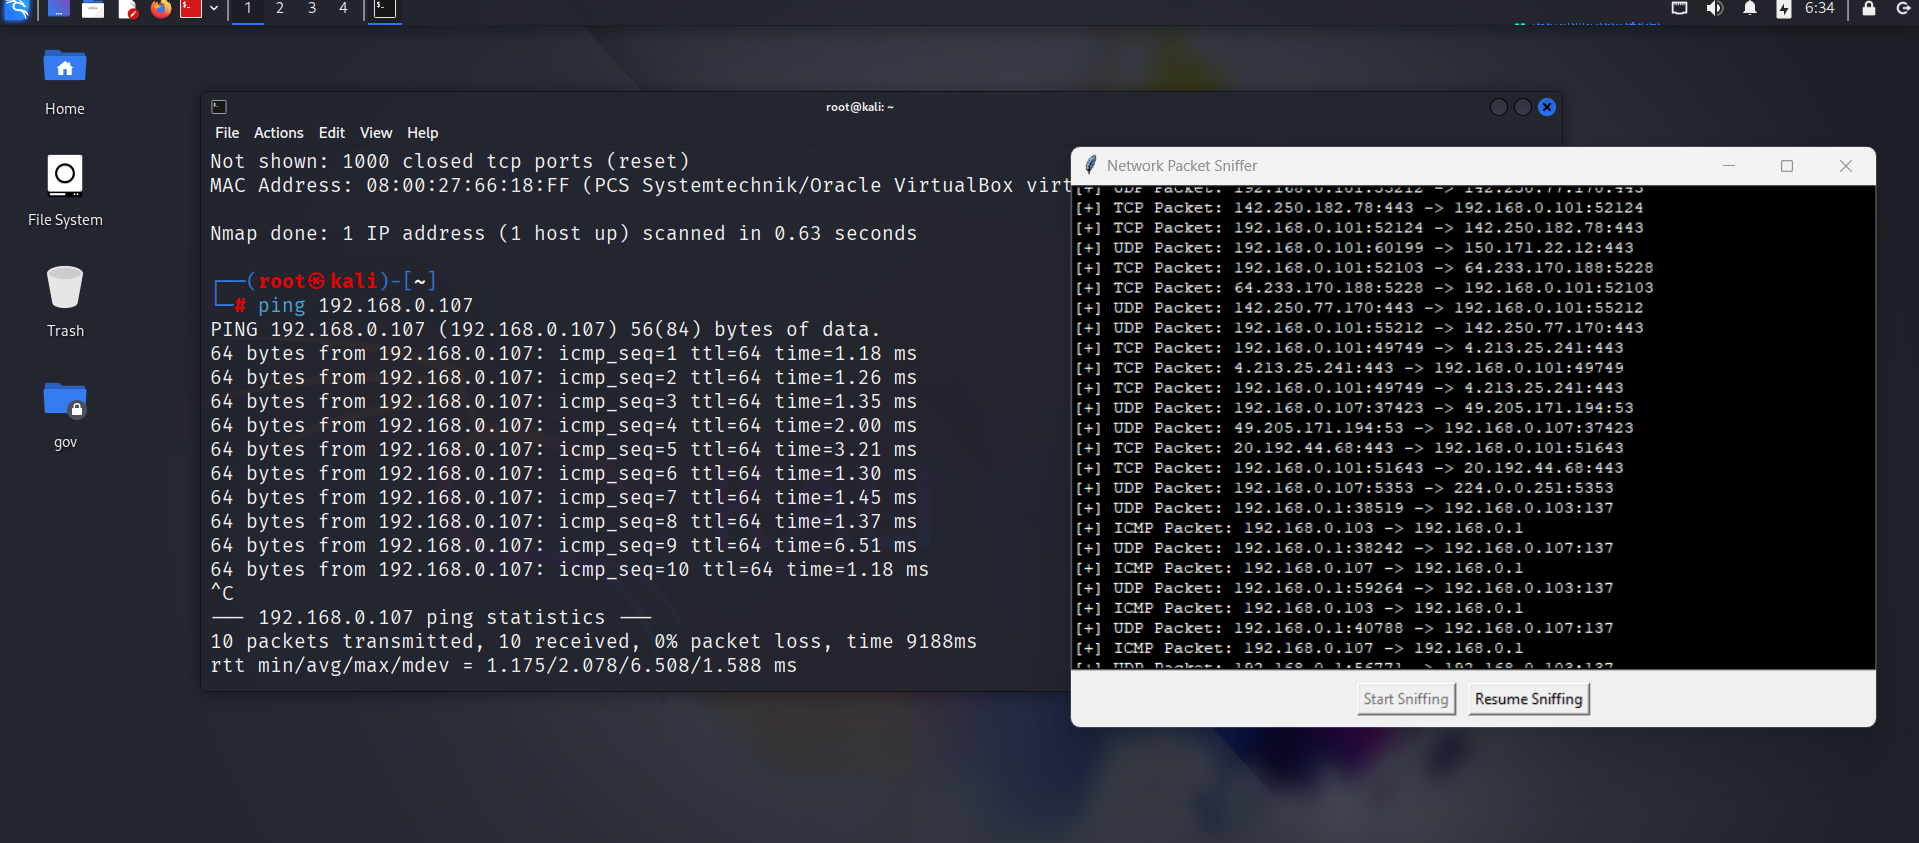 1 2 3 4
6:34
Home
File System
Trash
gov
root@kali: ~
File Actions Edit View Help
Not shown: 1000 closed tcp ports (reset)
MAC Address: 08:00:27:66:18:FF (PCS Systemtechnik/Oracle VirtualBox virt
Nmap done: 1 IP address (1 host up) scanned in 0.63 seconds
┌──(root㉿kali)-[~]
└─# ping 192.168.0.107
PING 192.168.0.107 (192.168.0.107) 56(84) bytes of data.
64 bytes from 192.168.0.107: icmp_seq=1 ttl=64 time=1.18 ms
64 bytes from 192.168.0.107: icmp_seq=2 ttl=64 time=1.26 ms
64 bytes from 192.168.0.107: icmp_seq=3 ttl=64 time=1.35 ms
64 bytes from 192.168.0.107: icmp_seq=4 ttl=64 time=2.00 ms
64 bytes from 192.168.0.107: icmp_seq=5 ttl=64 time=3.21 ms
64 bytes from 192.168.0.107: icmp_seq=6 ttl=64 time=1.30 ms
64 bytes from 192.168.0.107: icmp_seq=7 ttl=64 time=1.45 ms
64 bytes from 192.168.0.107: icmp_seq=8 ttl=64 time=1.37 ms
64 bytes from 192.168.0.107: icmp_seq=9 ttl=64 time=6.51 ms
64 bytes from 192.168.0.107: icmp_seq=10 ttl=64 time=1.18 ms
^C
--- 192.168.0.107 ping statistics ---
10 packets transmitted, 10 received, 0% packet loss, time 9188ms
rtt min/avg/max/mdev = 1.175/2.078/6.508/1.588 ms
Network Packet Sniffer
[+] UDP Packet: 192.168.0.101:55212 -> 142.250.77.170:443
[+] TCP Packet: 142.250.182.78:443 -> 192.168.0.101:52124
[+] TCP Packet: 192.168.0.101:52124 -> 142.250.182.78:443
[+] UDP Packet: 192.168.0.101:60199 -> 150.171.22.12:443
[+] TCP Packet: 192.168.0.101:52103 -> 64.233.170.188:5228
[+] TCP Packet: 64.233.170.188:5228 -> 192.168.0.101:52103
[+] UDP Packet: 142.250.77.170:443 -> 192.168.0.101:55212
[+] UDP Packet: 192.168.0.101:55212 -> 142.250.77.170:443
[+] TCP Packet: 192.168.0.101:49749 -> 4.213.25.241:443
[+] TCP Packet: 4.213.25.241:443 -> 192.168.0.101:49749
[+] TCP Packet: 192.168.0.101:49749 -> 4.213.25.241:443
[+] UDP Packet: 192.168.0.107:37423 -> 49.205.171.194:53
[+] UDP Packet: 49.205.171.194:53 -> 192.168.0.107:37423
[+] TCP Packet: 20.192.44.68:443 -> 192.168.0.101:51643
[+] TCP Packet: 192.168.0.101:51643 -> 20.192.44.68:443
[+] UDP Packet: 192.168.0.107:5353 -> 224.0.0.251:5353
[+] UDP Packet: 192.168.0.1:38519 -> 192.168.0.103:137
[+] ICMP Packet: 192.168.0.103 -> 192.168.0.1
[+] UDP Packet: 192.168.0.1:38242 -> 192.168.0.107:137
[+] ICMP Packet: 192.168.0.107 -> 192.168.0.1
[+] UDP Packet: 192.168.0.1:59264 -> 192.168.0.103:137
[+] ICMP Packet: 192.168.0.103 -> 192.168.0.1
[+] UDP Packet: 192.168.0.1:40788 -> 192.168.0.107:137
[+] ICMP Packet: 192.168.0.107 -> 192.168.0.1
[+] UDP Packet: 192.168.0.1:56771 -> 192.168.0.103:137
Start Sniffing
Resume Sniffing